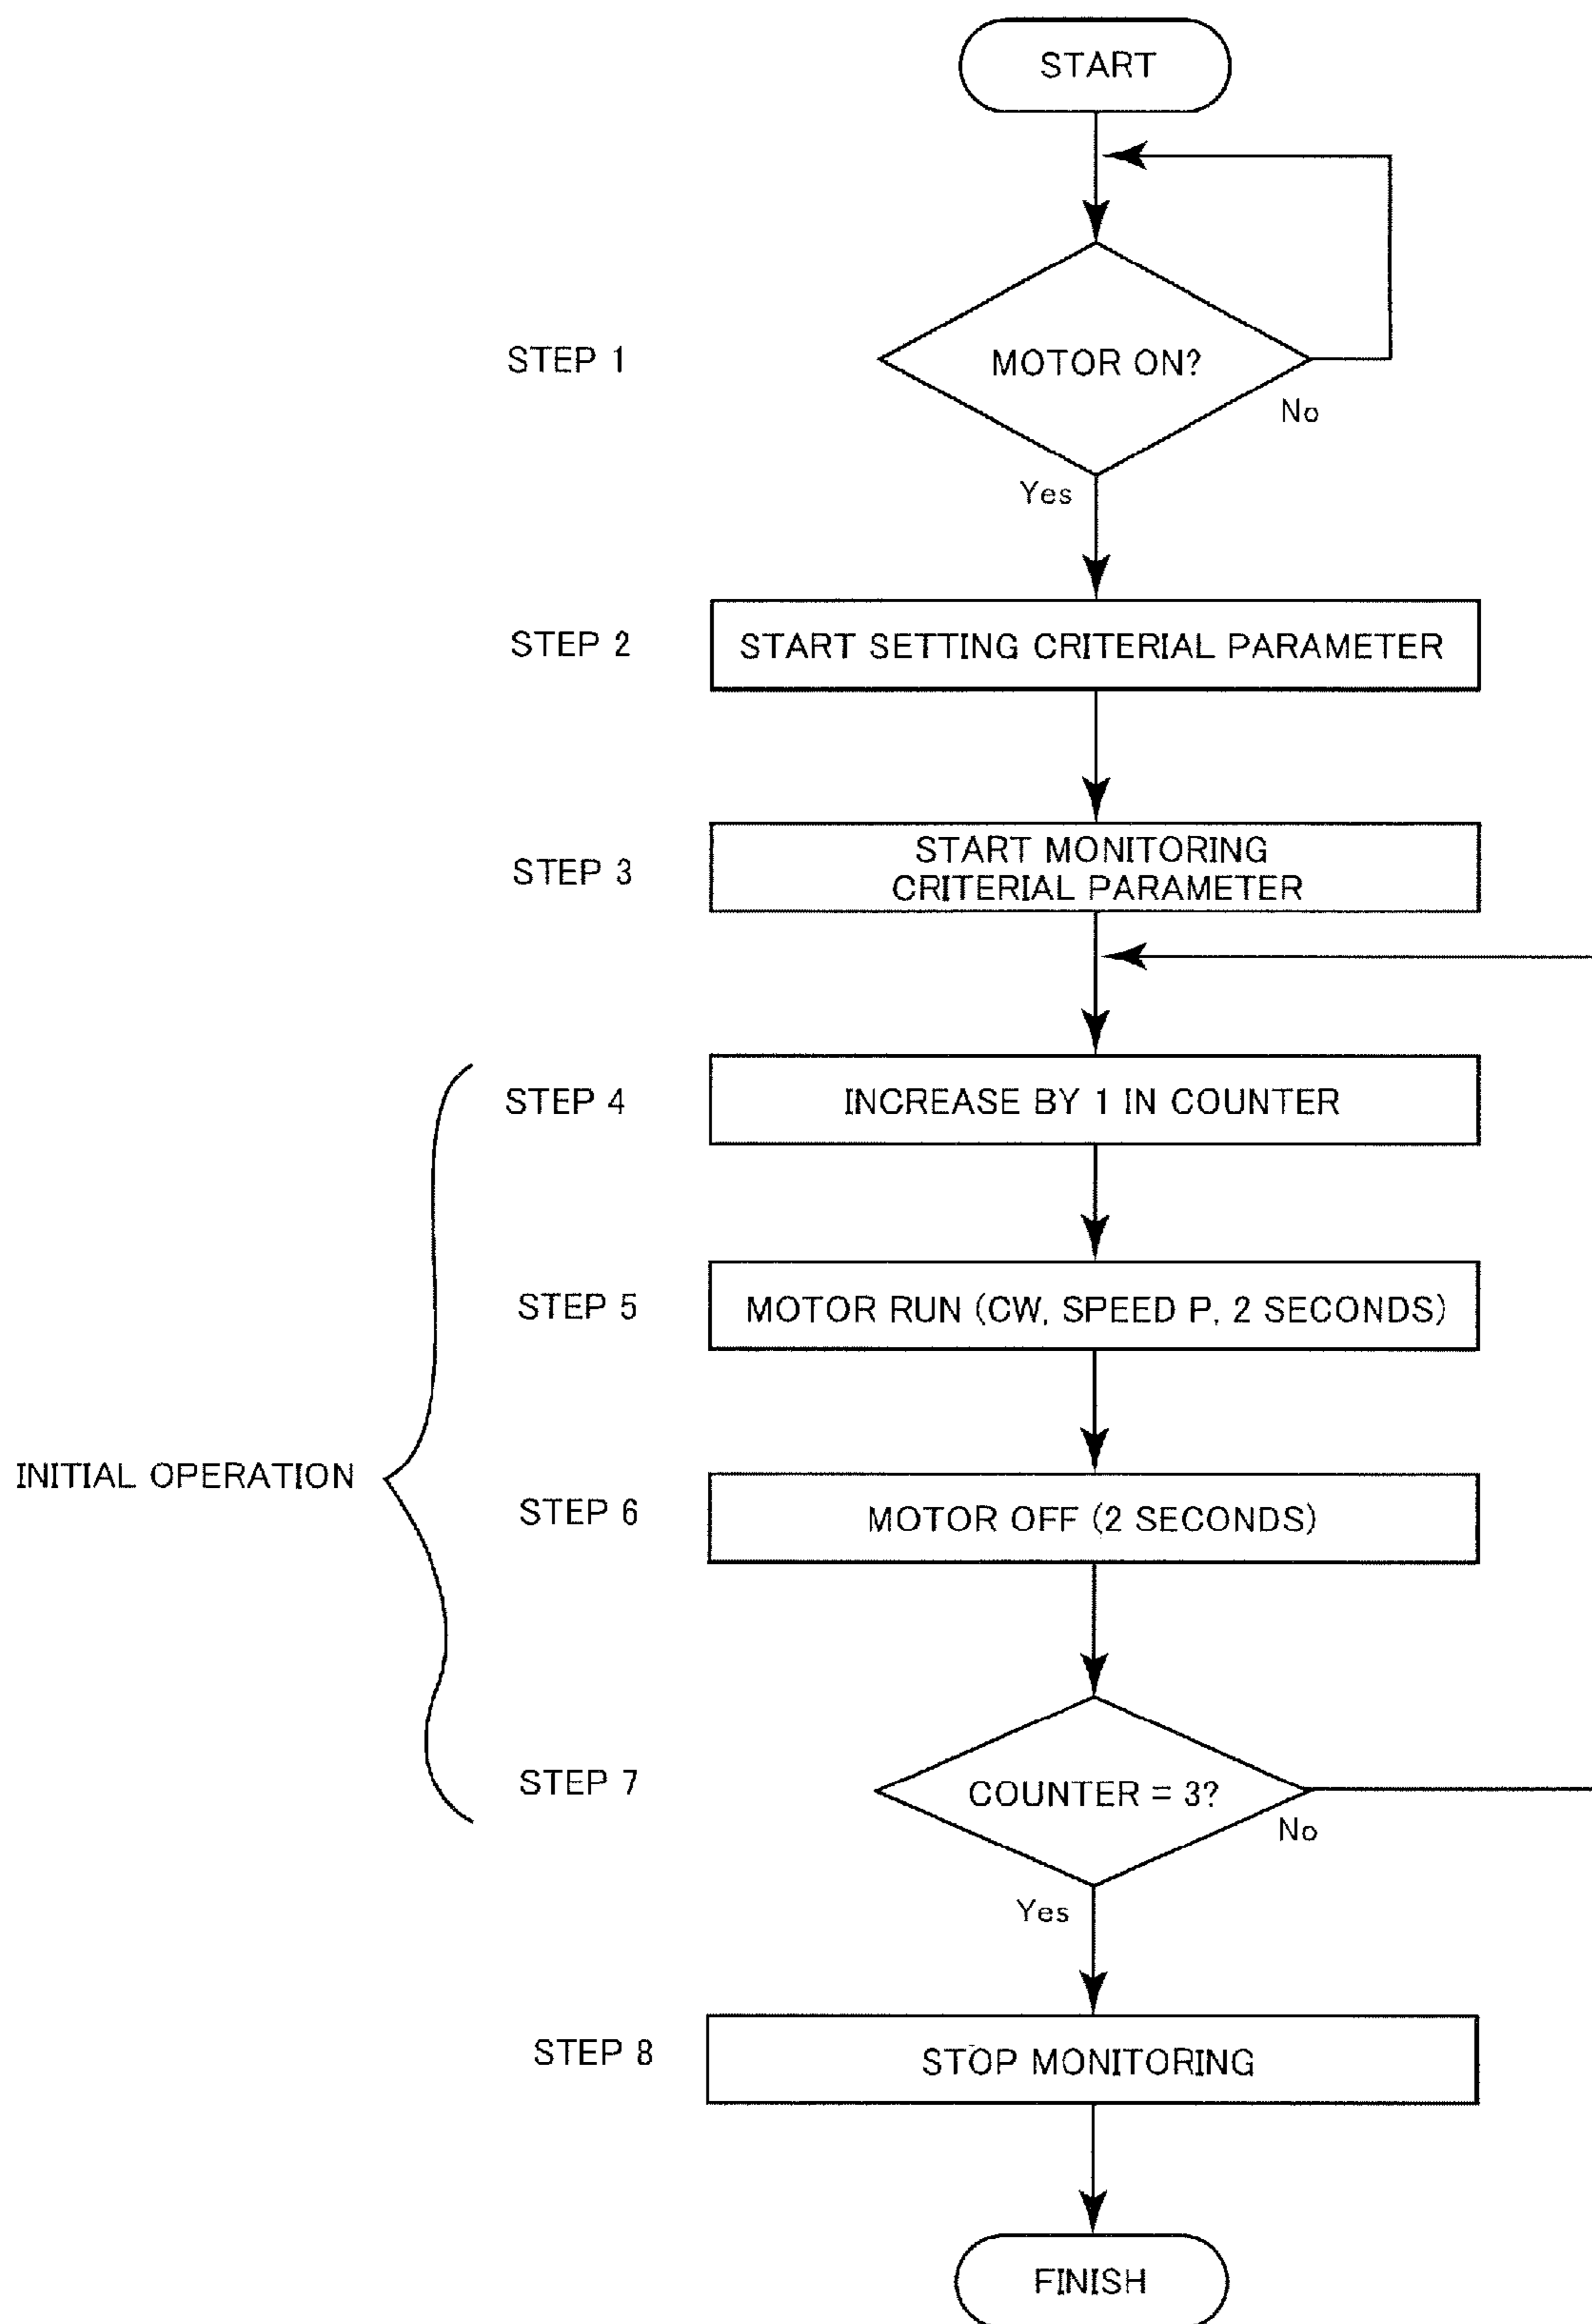 START
STEP 1
MOTOR ON?
No
Yes
STEP 2
START SETTING CRITERIAL PARAMETER
STEP 3
START MONITORING
CRITERIAL PARAMETER
STEP 4
INCREASE BY 1 IN COUNTER
STEP 5
MOTOR RUN (CW, SPEED P, 2 SECONDS)
INITIAL OPERATION
STEP 6
MOTOR OFF (2 SECONDS)
STEP 7
COUNTER = 3?
No
Yes
STEP 8
STOP MONITORING
FINISH